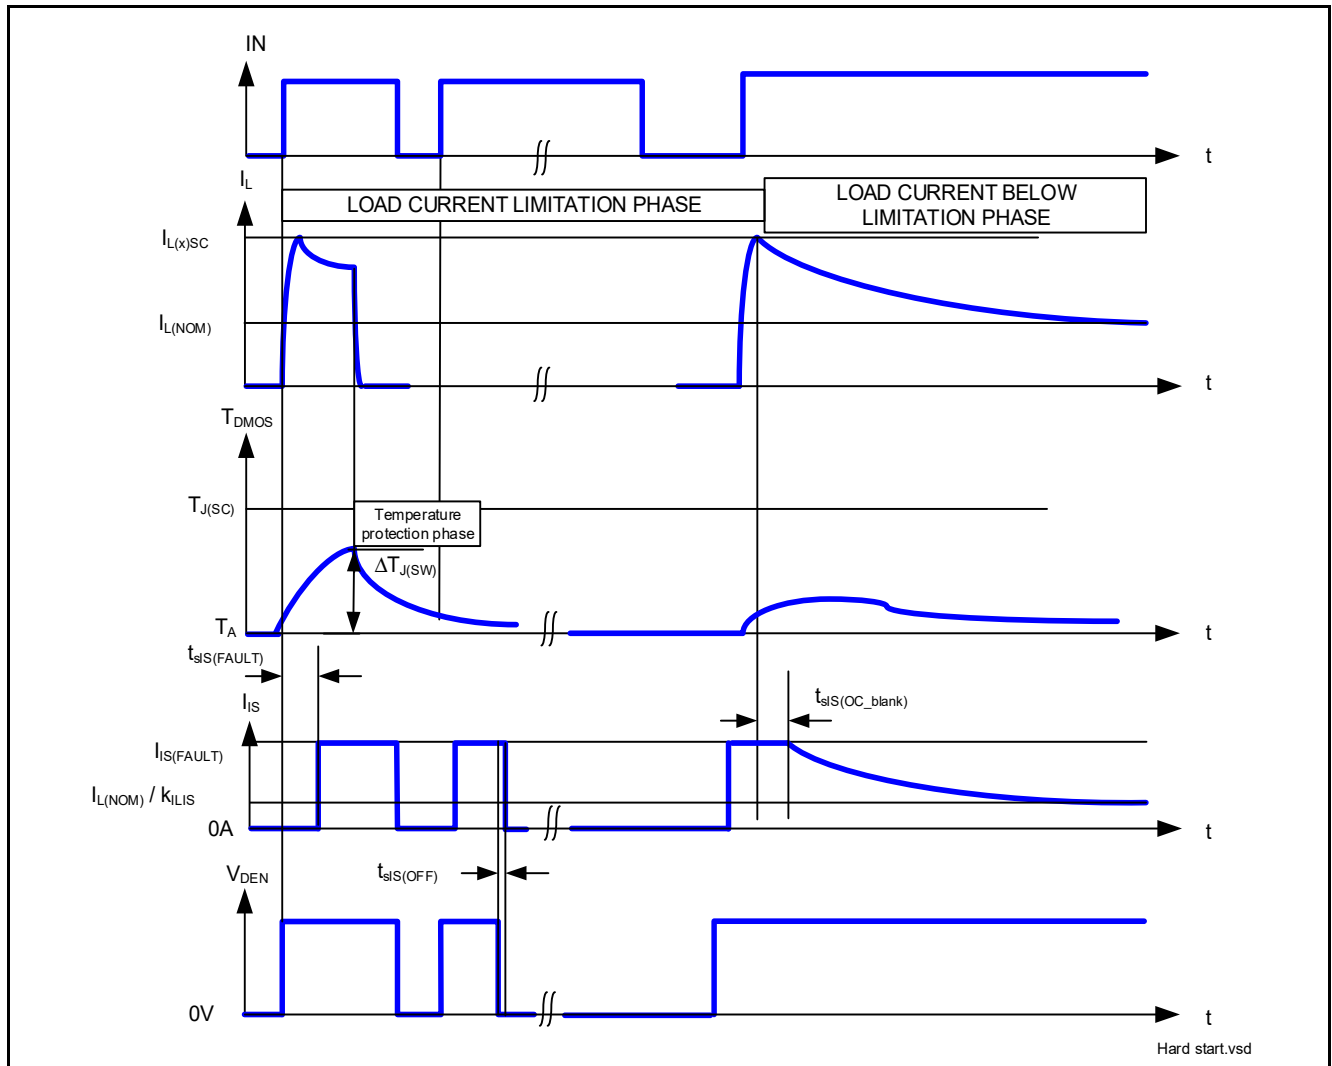 IN
t
IL
LOAD CURRENT LIMITATION PHASE
LOAD CURRENT BELOW
LIMITATION PHASE
IL(x)SC
IL(NOM)
t
TDMOS
TJ(SC)
Temperature
protection phase
ΔTJ(SW)
TA
t
tsIS(FAULT)
IIS
tsIS(OC_blank)
IIS(FAULT)
IL(NOM) / kILIS
0A
t
VDEN
tsIS(OFF)
0V
t
Hard start.vsd